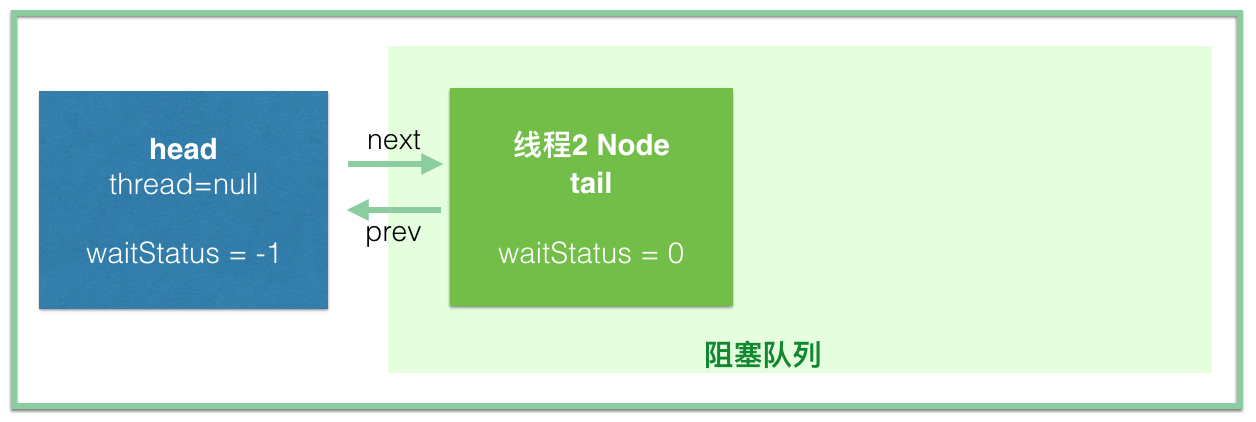 head
thread=null
waitStatus = -1
next
prev
线程2 Node
tail
waitStatus = 0
阻塞队列